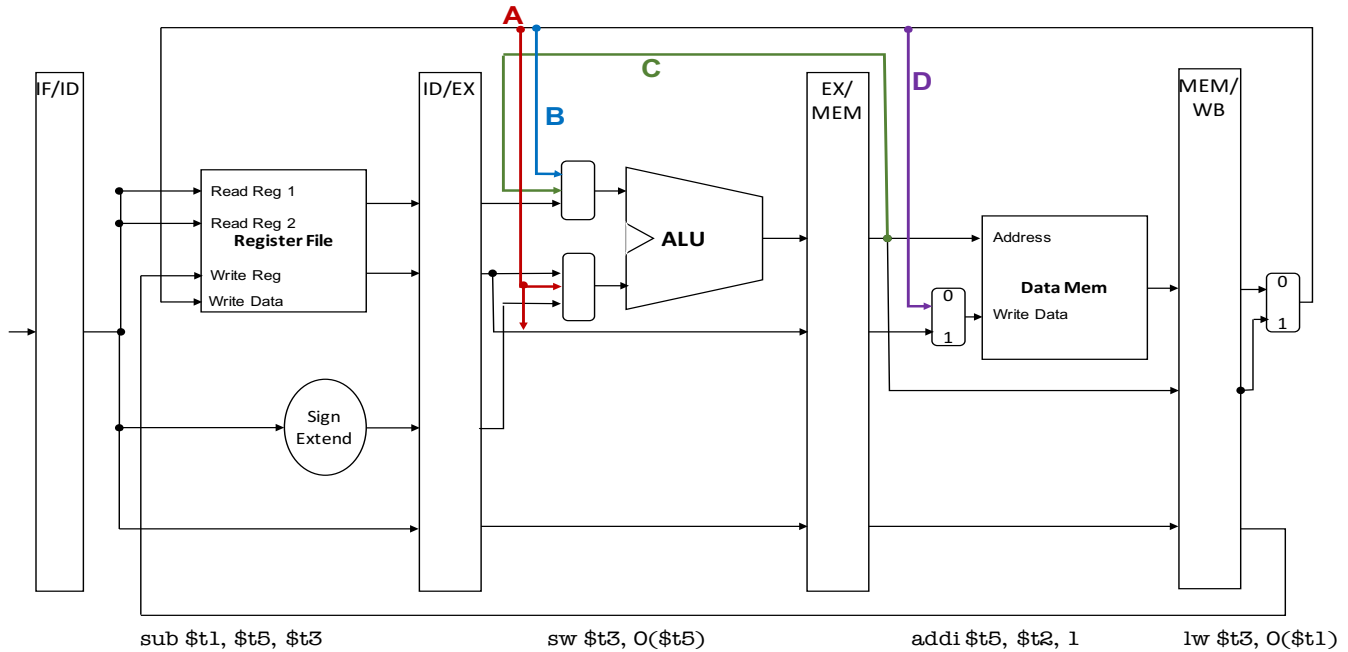 A
B
C
D
IF/ID
ID/EX
EX/
MEM
MEM/
WB
Read Reg 1
Read Reg 2
Register File
Write Reg
Write Data
ALU
Address
Data Mem
Write Data
0
1
0
1
Sign
Extend
sub $t1, $t5, $t3
sw $t3, 0($t5)
addi $t5, $t2, 1
lw $t3, 0($t1)